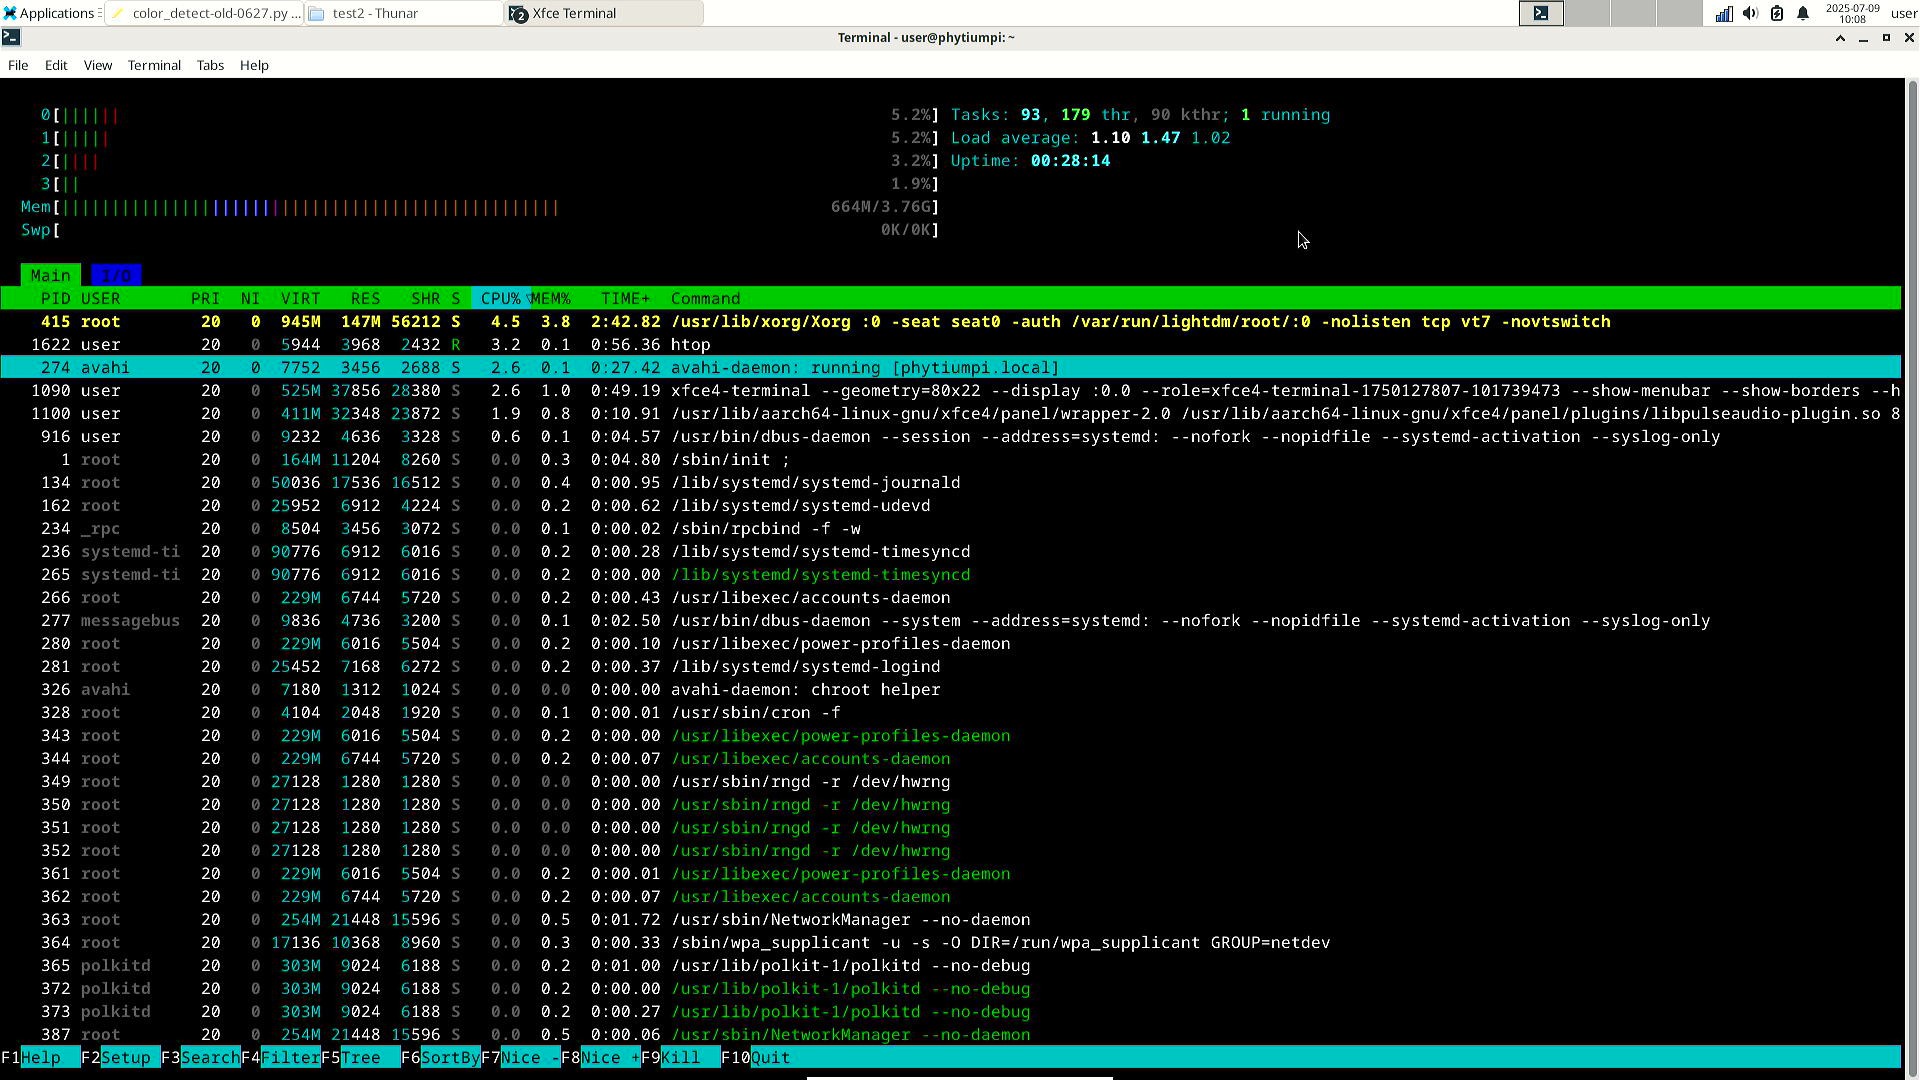 Applications color_detect-old-0627.py ... test2 - Thunar 2 Xfce Terminal 2025-07-09 10:08 user
Terminal - user@phytiumpi: ~
File Edit View Terminal Tabs Help
0[||||||| 5.2%] Tasks: 93, 179 thr, 90 kthr; 1 running
1[||||| 5.2%] Load average: 1.10 1.47 1.02
2[|||| 3.2%] Uptime: 00:28:14
3[|| 1.9%]
Mem[|||||||||||||||||||||||||||||||||||||||||||||||||| 664M/3.76G]
Swp[ 0K/0K]
Main I/O
PID USER PRI NI VIRT RES SHR S CPU%▽MEM% TIME+ Command
415 root 20 0 945M 147M 56212 S 4.5 3.8 2:42.82 /usr/lib/xorg/Xorg :0 -seat seat0 -auth /var/run/lightdm/root/:0 -nolisten tcp vt7 -novtswitch
1622 user 20 0 5944 3968 2432 R 3.2 0.1 0:56.36 htop
274 avahi 20 0 7752 3456 2688 S 2.6 0.1 0:27.42 avahi-daemon: running [phytiumpi.local]
1090 user 20 0 525M 37856 28380 S 2.6 1.0 0:49.19 xfce4-terminal --geometry=80x22 --display :0.0 --role=xfce4-terminal-1750127807-101739473 --show-menubar --show-borders --h
1100 user 20 0 411M 32348 23872 S 1.9 0.8 0:10.91 /usr/lib/aarch64-linux-gnu/xfce4/panel/wrapper-2.0 /usr/lib/aarch64-linux-gnu/xfce4/panel/plugins/libpulseaudio-plugin.so 8
916 user 20 0 9232 4636 3328 S 0.6 0.1 0:04.57 /usr/bin/dbus-daemon --session --address=systemd: --nofork --nopidfile --systemd-activation --syslog-only
1 root 20 0 164M 11204 8260 S 0.0 0.3 0:04.80 /sbin/init ;
134 root 20 0 50036 17536 16512 S 0.0 0.4 0:00.95 /lib/systemd/systemd-journald
162 root 20 0 25952 6912 4224 S 0.0 0.2 0:00.62 /lib/systemd/systemd-udevd
234 _rpc 20 0 8504 3456 3072 S 0.0 0.1 0:00.02 /sbin/rpcbind -f -w
236 systemd-ti 20 0 90776 6912 6016 S 0.0 0.2 0:00.28 /lib/systemd/systemd-timesyncd
265 systemd-ti 20 0 90776 6912 6016 S 0.0 0.2 0:00.00 /lib/systemd/systemd-timesyncd
266 root 20 0 229M 6744 5720 S 0.0 0.2 0:00.43 /usr/libexec/accounts-daemon
277 messagebus 20 0 9836 4736 3200 S 0.0 0.1 0:02.50 /usr/bin/dbus-daemon --system --address=systemd: --nofork --nopidfile --systemd-activation --syslog-only
280 root 20 0 229M 6016 5504 S 0.0 0.2 0:00.10 /usr/libexec/power-profiles-daemon
281 root 20 0 25452 7168 6272 S 0.0 0.2 0:00.37 /lib/systemd/systemd-logind
326 avahi 20 0 7180 1312 1024 S 0.0 0.0 0:00.00 avahi-daemon: chroot helper
328 root 20 0 4104 2048 1920 S 0.0 0.1 0:00.01 /usr/sbin/cron -f
343 root 20 0 229M 6016 5504 S 0.0 0.2 0:00.00 /usr/libexec/power-profiles-daemon
344 root 20 0 229M 6744 5720 S 0.0 0.2 0:00.07 /usr/libexec/accounts-daemon
349 root 20 0 27128 1280 1280 S 0.0 0.0 0:00.00 /usr/sbin/rngd -r /dev/hwrng
350 root 20 0 27128 1280 1280 S 0.0 0.0 0:00.00 /usr/sbin/rngd -r /dev/hwrng
351 root 20 0 27128 1280 1280 S 0.0 0.0 0:00.00 /usr/sbin/rngd -r /dev/hwrng
352 root 20 0 27128 1280 1280 S 0.0 0.0 0:00.00 /usr/sbin/rngd -r /dev/hwrng
361 root 20 0 229M 6016 5504 S 0.0 0.2 0:00.01 /usr/libexec/power-profiles-daemon
362 root 20 0 229M 6744 5720 S 0.0 0.2 0:00.07 /usr/libexec/accounts-daemon
363 root 20 0 254M 21448 15596 S 0.0 0.5 0:01.72 /usr/sbin/NetworkManager --no-daemon
364 root 20 0 17136 10368 8960 S 0.0 0.3 0:00.33 /sbin/wpa_supplicant -u -s -O DIR=/run/wpa_supplicant GROUP=netdev
365 polkitd 20 0 303M 9024 6188 S 0.0 0.2 0:01.00 /usr/lib/polkit-1/polkitd --no-debug
372 polkitd 20 0 303M 9024 6188 S 0.0 0.2 0:00.00 /usr/lib/polkit-1/polkitd --no-debug
373 polkitd 20 0 303M 9024 6188 S 0.0 0.2 0:00.27 /usr/lib/polkit-1/polkitd --no-debug
387 root 20 0 254M 21448 15596 S 0.0 0.5 0:00.06 /usr/sbin/NetworkManager --no-daemon
F1Help F2Setup F3SearchF4FilterF5Tree F6SortByF7Nice -F8Nice +F9Kill F10Quit